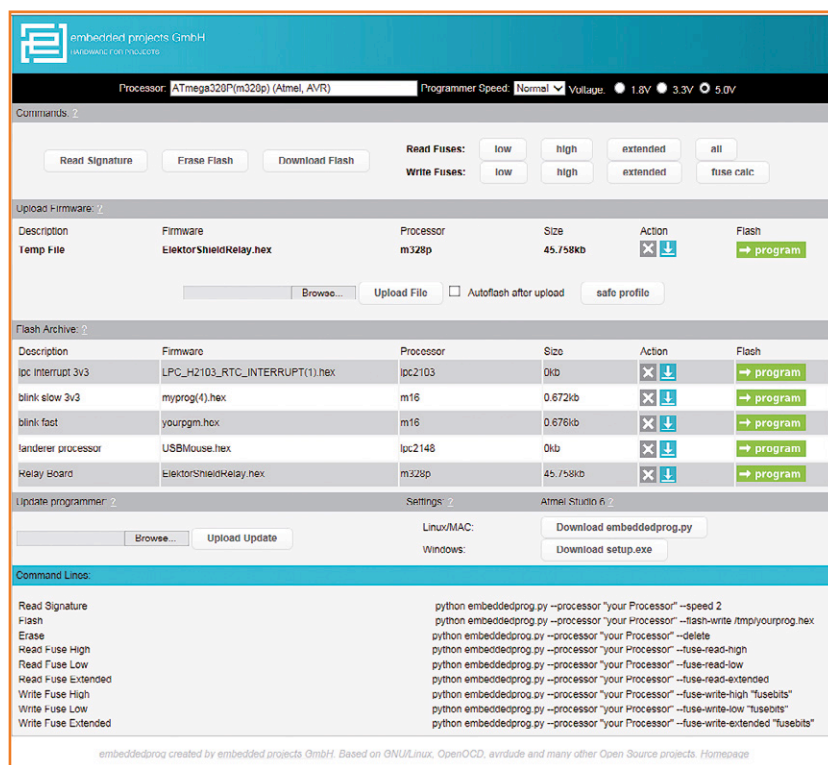 embedded projects GmbH
HARDWARE FOR PROJECTS
Processor: ATmega328P(m328p) (Atmel, AVR) Programmer Speed: Normal Voltage: 1.8V 3.3V 5.0V
Commands: ?
Read Signature Erase Flash Download Flash
Read Fuses: low high extended all
Write Fuses: low high extended fuse calc
Upload Firmware: ?
Description Firmware Processor Size Action Flash
Temp File ElektorShieldRelay.hex m328p 45.758kb → program
Browse... Upload File Autoflash after upload safe profile
Flash Archive: ?
Description Firmware Processor Size Action Flash
lpc interrupt 3v3 LPC_H2103_RTC_INTERRUPT(1).hex lpc2103 0kb → program
blink slow 3v3 myprog(4).hex m16 0.672kb → program
blink fast yourpgm.hex m16 0.676kb → program
landerer processor USBMouse.hex lpc2148 0kb → program
Relay Board ElektorShieldRelay.hex m328p 45.758kb → program
Update programmer: ? Settings: ? Atmel Studio 6 ?
Browse... Upload Update
Linux/MAC: Download embeddedprog.py
Windows: Download setup.exe
Command Lines:
Read Signature python embeddedprog.py --processor "your Processor" --speed 2
Flash python embeddedprog.py --processor "your Processor" --flash-write /tmp/yourprog.hex
Erase python embeddedprog.py --processor "your Processor" --delete
Read Fuse High python embeddedprog.py --processor "your Processor" --fuse-read-high
Read Fuse Low python embeddedprog.py --processor "your Processor" --fuse-read-low
Read Fuse Extended python embeddedprog.py --processor "your Processor" --fuse-read-extended
Write Fuse High python embeddedprog.py --processor "your Processor" --fuse-write-high "fusebits"
Write Fuse Low python embeddedprog.py --processor "your Processor" --fuse-write-low "fusebits"
Write Fuse Extended python embeddedprog.py --processor "your Processor" --fuse-write-extended "fusebits"
embeddedprog created by embedded projects GmbH. Based on GNU/Linux, OpenOCD, avrdude and many other Open Source projects. Homepage